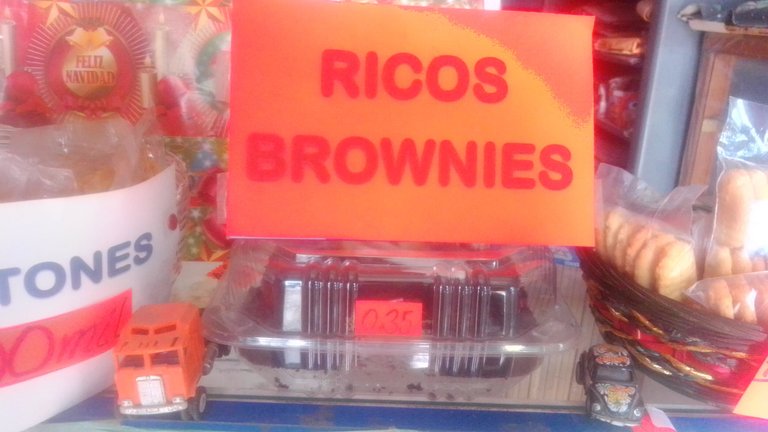 FELIZ
NAVIDAD
RICOS
BROWNIES
TONES
0.35